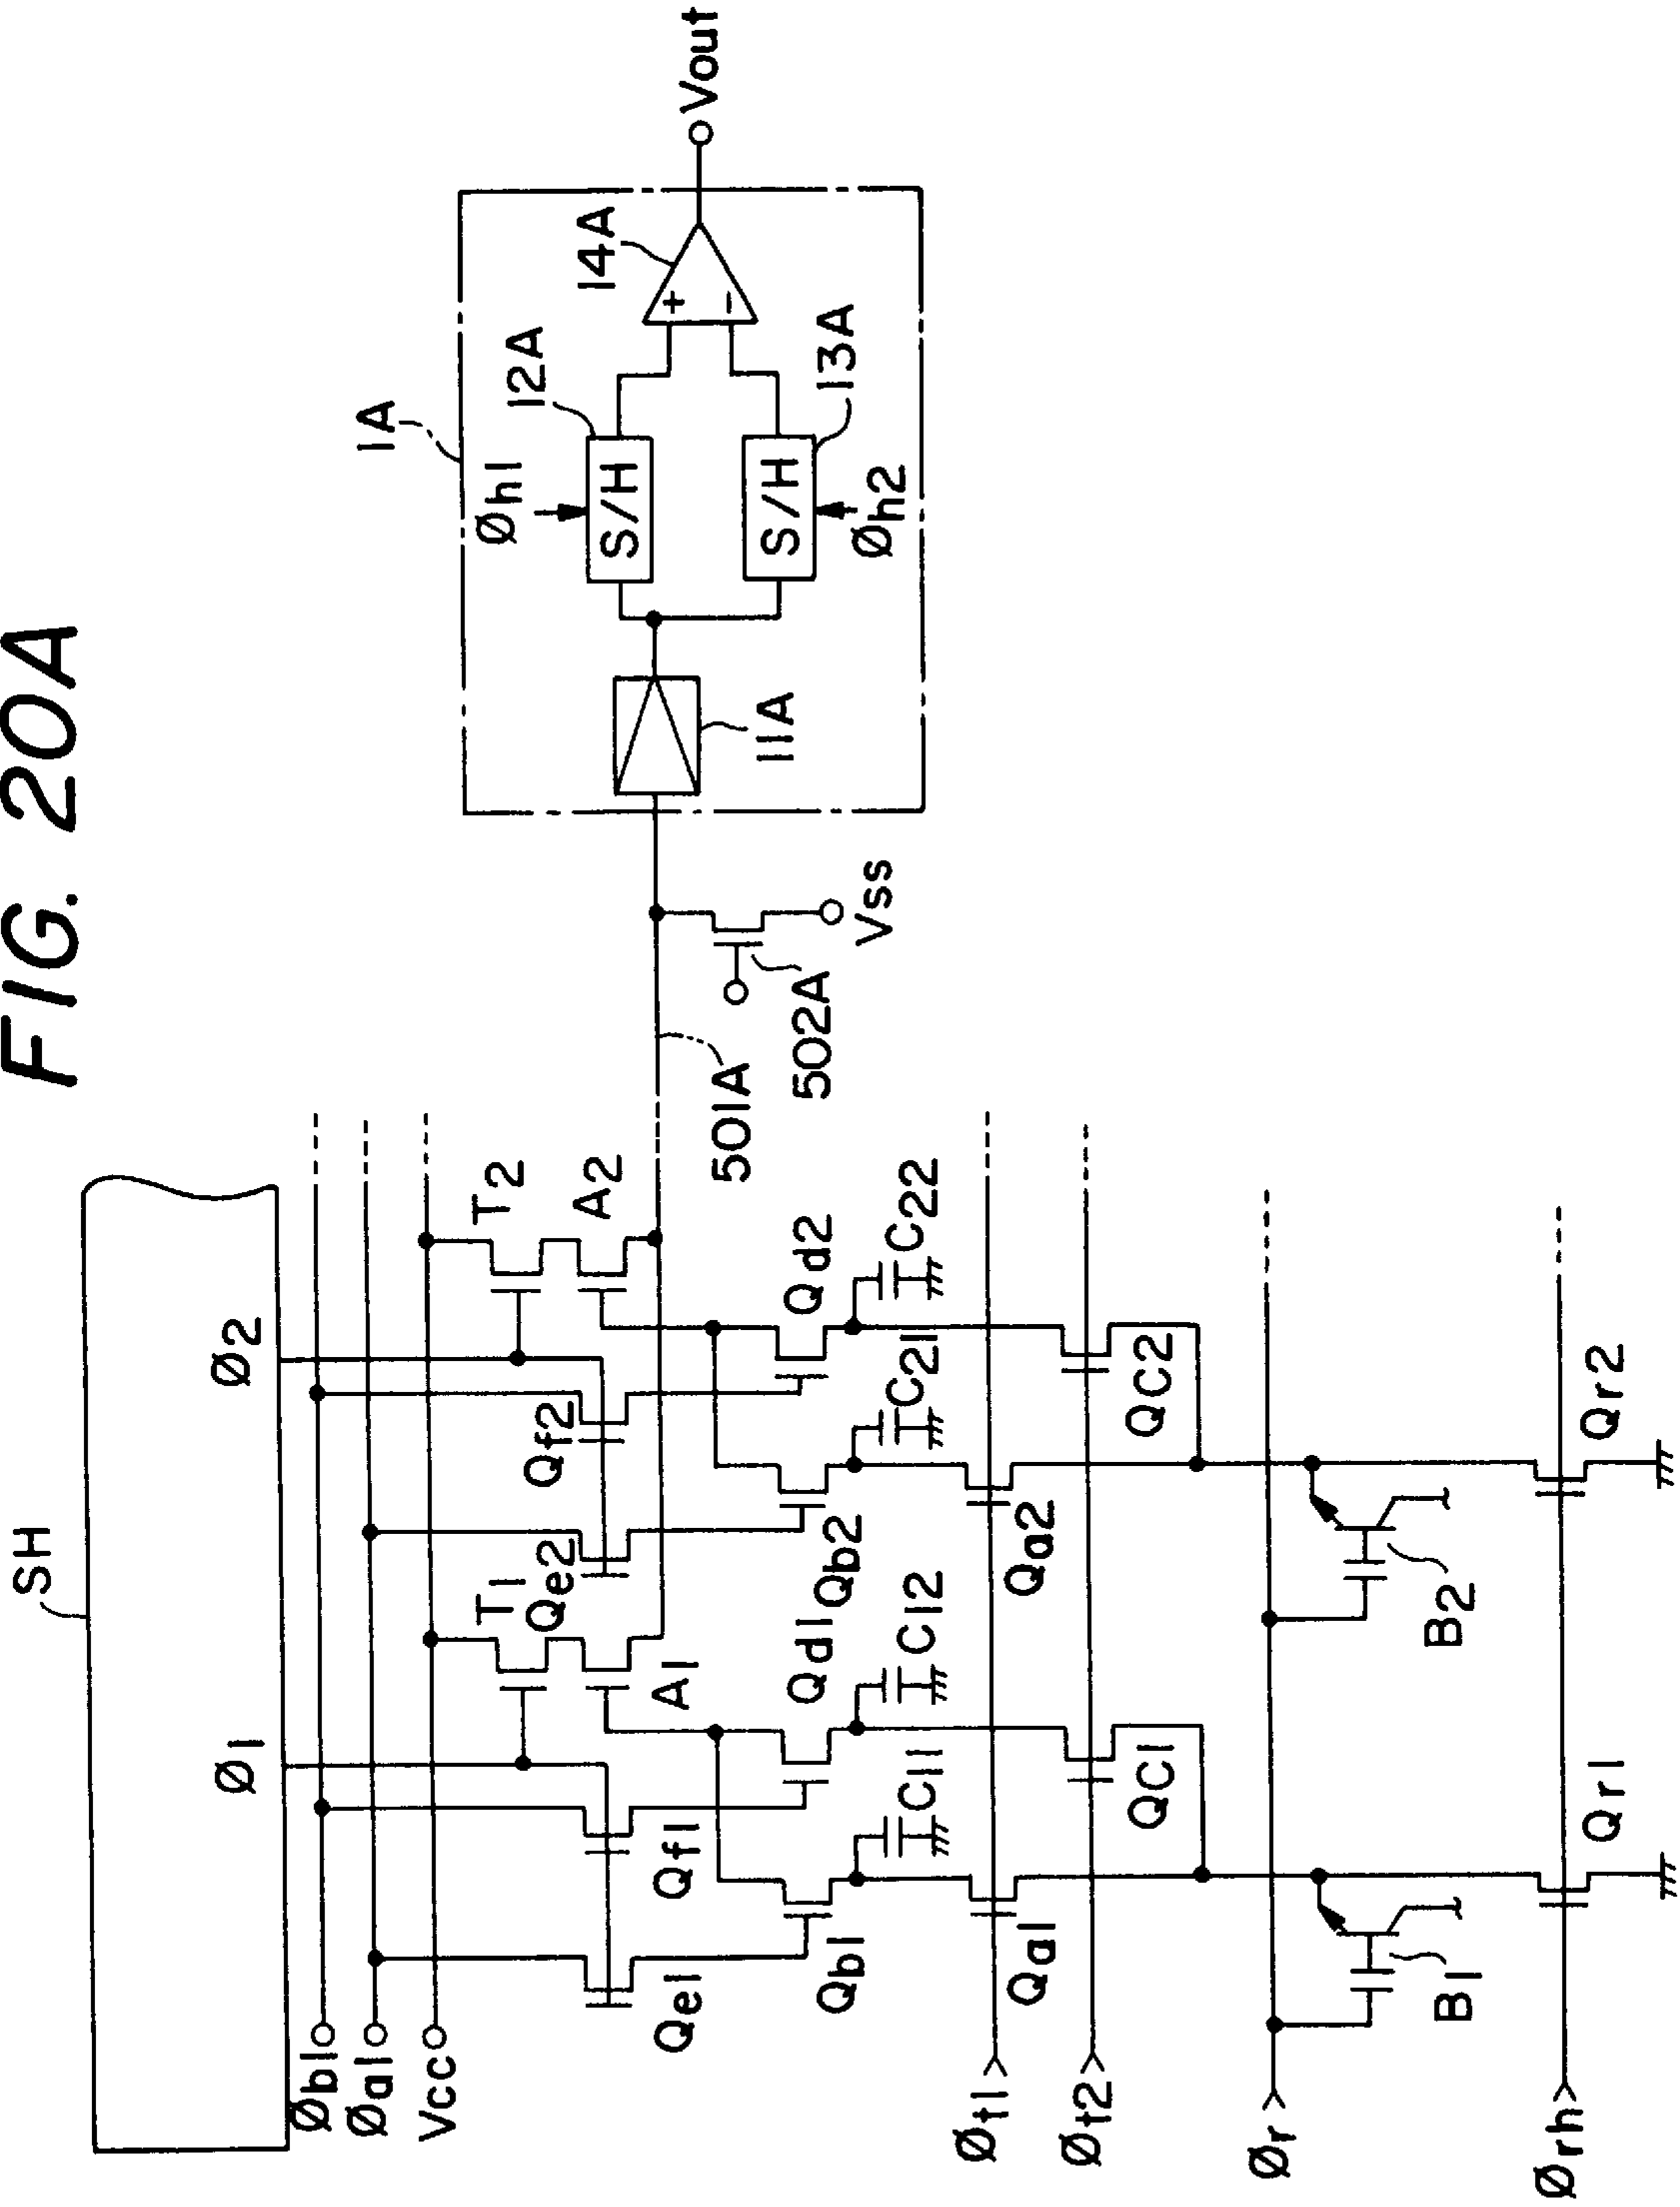 FIG. 20A
SH
Ø1
Ø2
Øb1
Øa1
Vcc
T1
T2
Qe1
Qf1
A1
Qe2
Qf2
A2
Qb1
Qd1
Qb2
Qd2
C11
C12
C21
C22
Øt1
Qa1
Qa2
Øt2
QC1
QC2
Ør
B1
B2
Ørh
Qr1
Qr2
501A
502A
Vss
1A
11A
Øh1
12A
S/H
S/H
13A
Øh2
14A
+
−
Vout